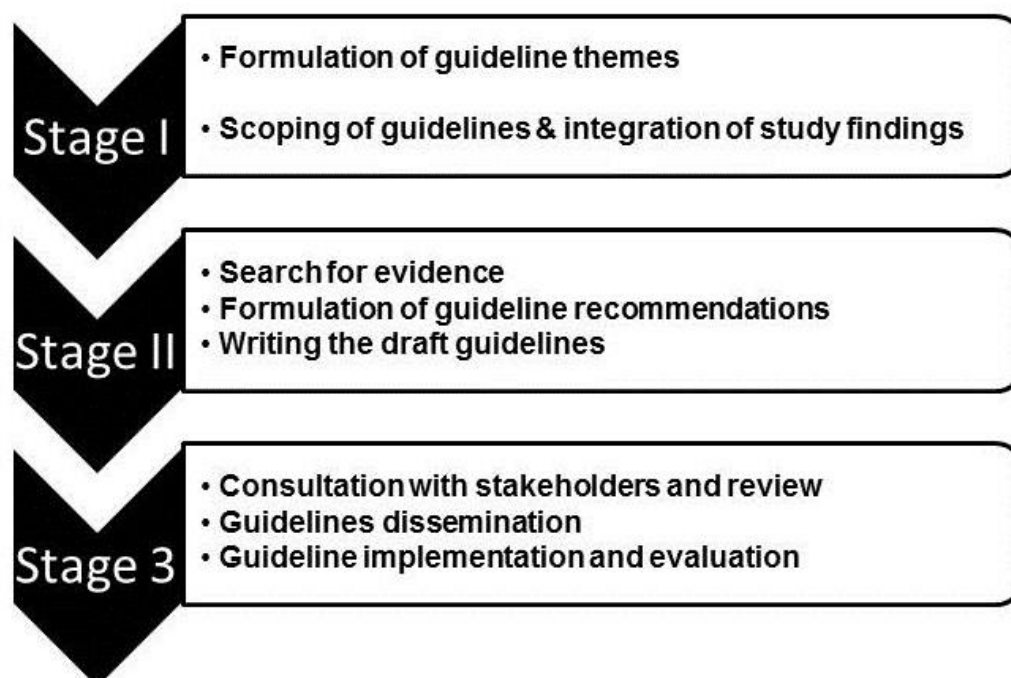 Stage I
• Formulation of guideline themes
• Scoping of guidelines & integration of study findings
Stage II
• Search for evidence
• Formulation of guideline recommendations
• Writing the draft guidelines
Stage 3
• Consultation with stakeholders and review
• Guidelines dissemination
• Guideline implementation and evaluation